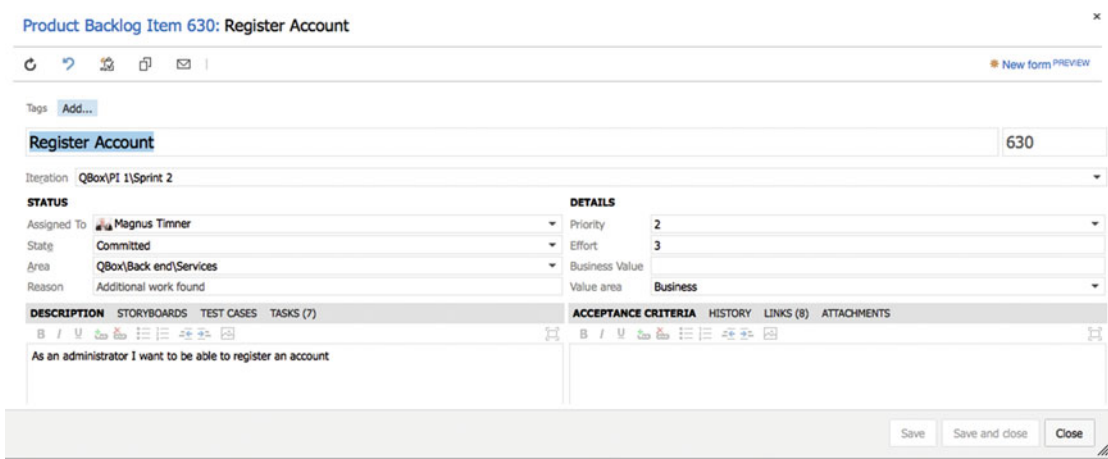 Product Backlog Item 630: Register Account
New form PREVIEW
Tags Add...
Register Account 630
Iteration QBox\PI 1\Sprint 2
STATUS
Assigned To Magnus Timner
State Committed
Area QBox\Back end\Services
Reason Additional work found
DETAILS
Priority 2
Effort 3
Business Value
Value area Business
DESCRIPTION STORYBOARDS TEST CASES TASKS (7)
B I U
As an administrator I want to be able to register an account
ACCEPTANCE CRITERIA HISTORY LINKS (8) ATTACHMENTS
B I U
Save Save and close Close